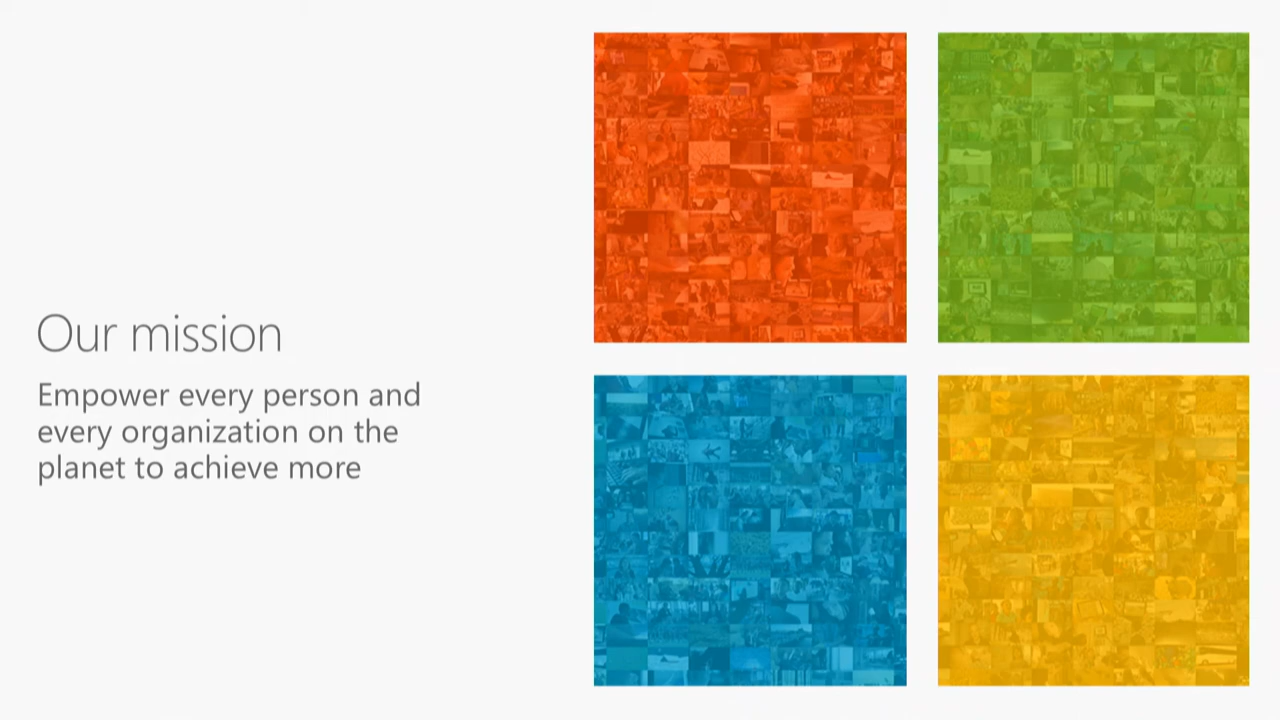 Our mission
Empower every person and
every organization on the
planet to achieve more